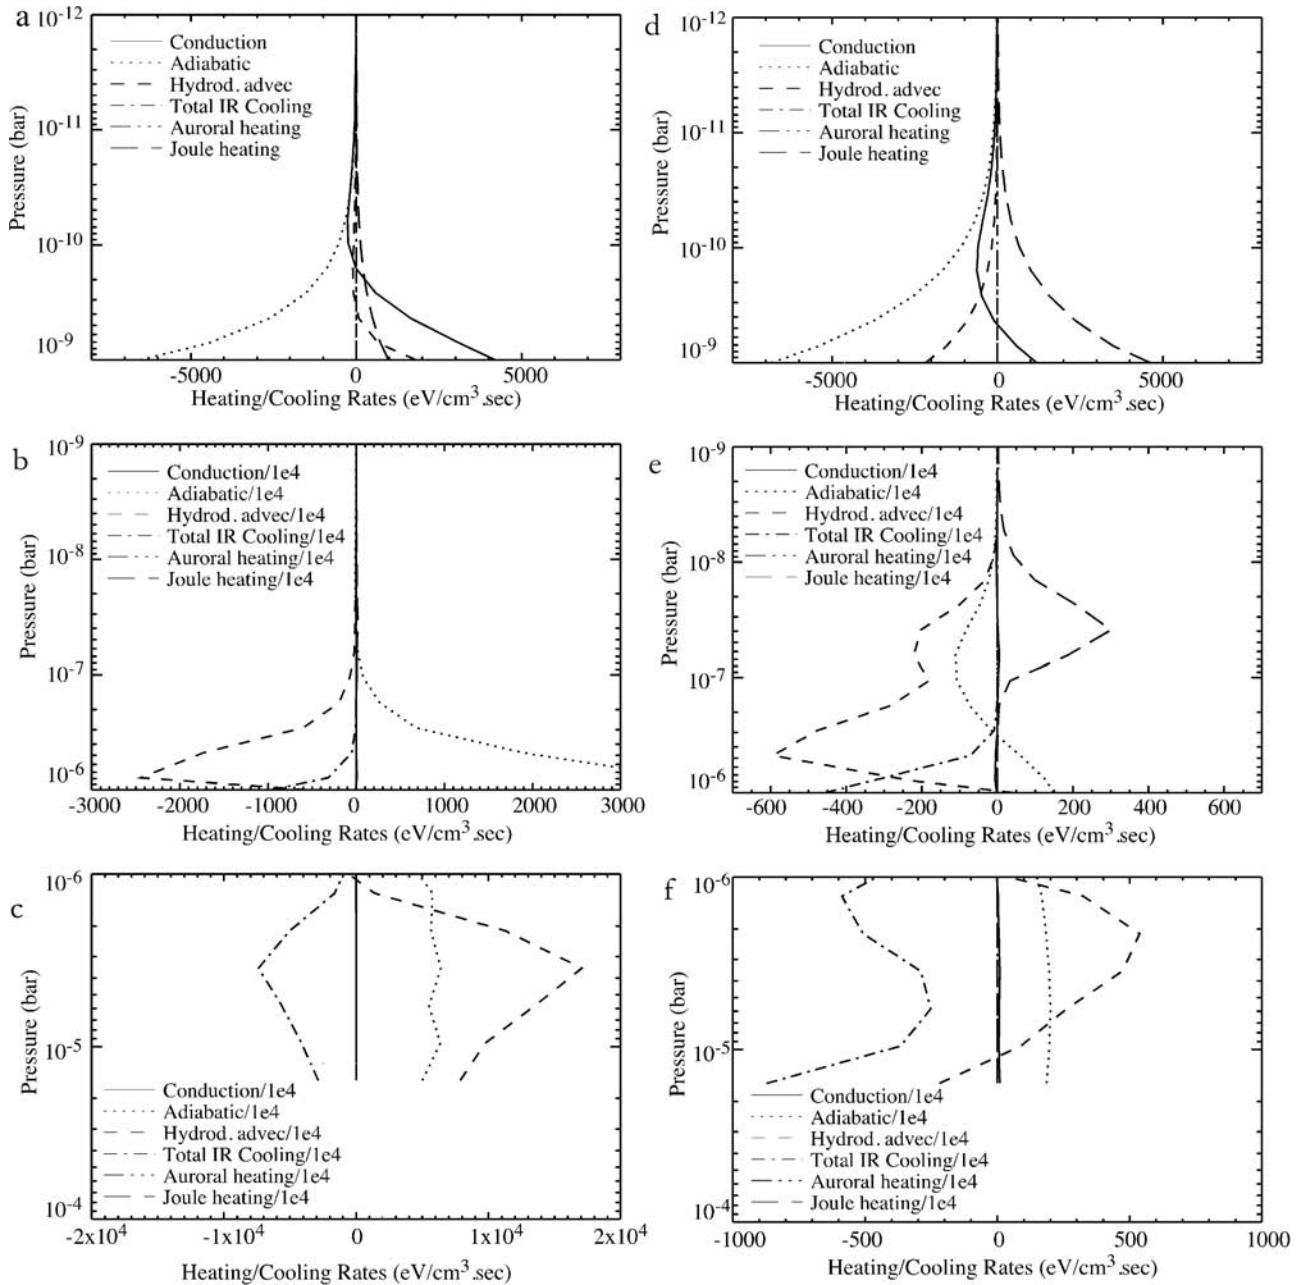 a
10^-12
Conduction
Adiabatic
Hydrod. advec
Total IR Cooling
Auroral heating
Joule heating
10^-11
10^-10
10^-9
Pressure (bar)
-5000 0 5000
Heating/Cooling Rates (eV/cm^3.sec)
b
10^-9
Conduction/1e4
Adiabatic/1e4
Hydrod. advec/1e4
Total IR Cooling/1e4
Auroral heating/1e4
Joule heating/1e4
10^-8
10^-7
10^-6
Pressure (bar)
-3000 -2000 -1000 0 1000 2000 3000
Heating/Cooling Rates (eV/cm^3.sec)
c
10^-6
10^-5
10^-4
Pressure (bar)
Conduction/1e4
Adiabatic/1e4
Hydrod. advec/1e4
Total IR Cooling/1e4
Auroral heating/1e4
Joule heating/1e4
-2x10^4 -1x10^4 0 1x10^4 2x10^4
Heating/Cooling Rates (eV/cm^3.sec)
d
10^-12
Conduction
Adiabatic
Hydrod. advec
Total IR Cooling
Auroral heating
Joule heating
10^-11
10^-10
10^-9
Pressure (bar)
-5000 0 5000
Heating/Cooling Rates (eV/cm^3.sec)
e
10^-9
Conduction/1e4
Adiabatic/1e4
Hydrod. advec/1e4
Total IR Cooling/1e4
Auroral heating/1e4
Joule heating/1e4
10^-8
10^-7
10^-6
Pressure (bar)
-600 -400 -200 0 200 400 600
Heating/Cooling Rates (eV/cm^3.sec)
f
10^-6
10^-5
10^-4
Pressure (bar)
Conduction/1e4
Adiabatic/1e4
Hydrod. advec/1e4
Total IR Cooling/1e4
Auroral heating/1e4
Joule heating/1e4
-1000 -500 0 500 1000
Heating/Cooling Rates (eV/cm^3.sec)